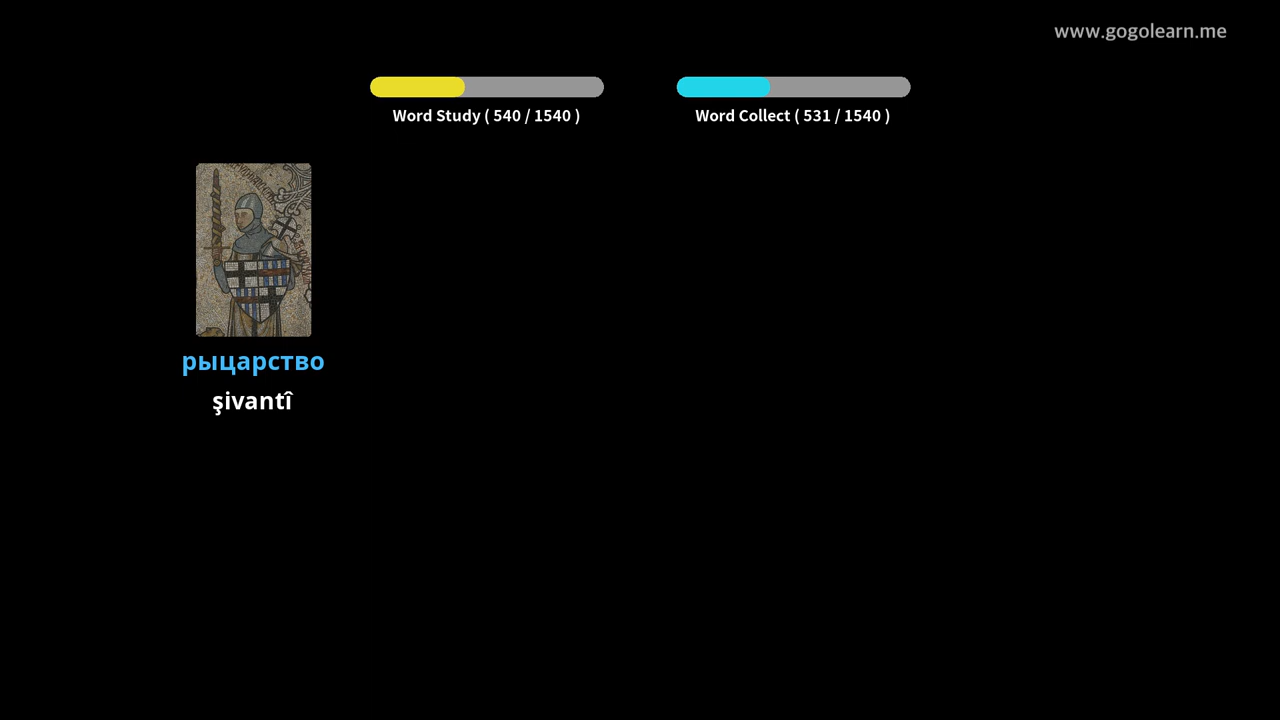 www.gogolearn.me
Word Study ( 540 / 1540 )
Word Collect ( 531 / 1540 )
рыцарство
şivantî